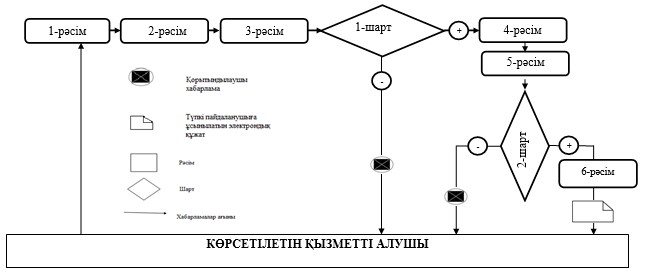 1-рәсім
2-рәсім
3-рәсім
1-шарт
+
4-рәсім
5-рәсім
-
Қорытындылаушы
хабарлама
Түпкі пайдаланушыға
ұсынылатын электрондық
құжат
Рәсім
Шарт
Хабарламалар ағыны
-
2-шарт
+
6-рәсім
КӨРСЕТІЛЕТІН ҚЫЗМЕТТІ АЛУШЫ